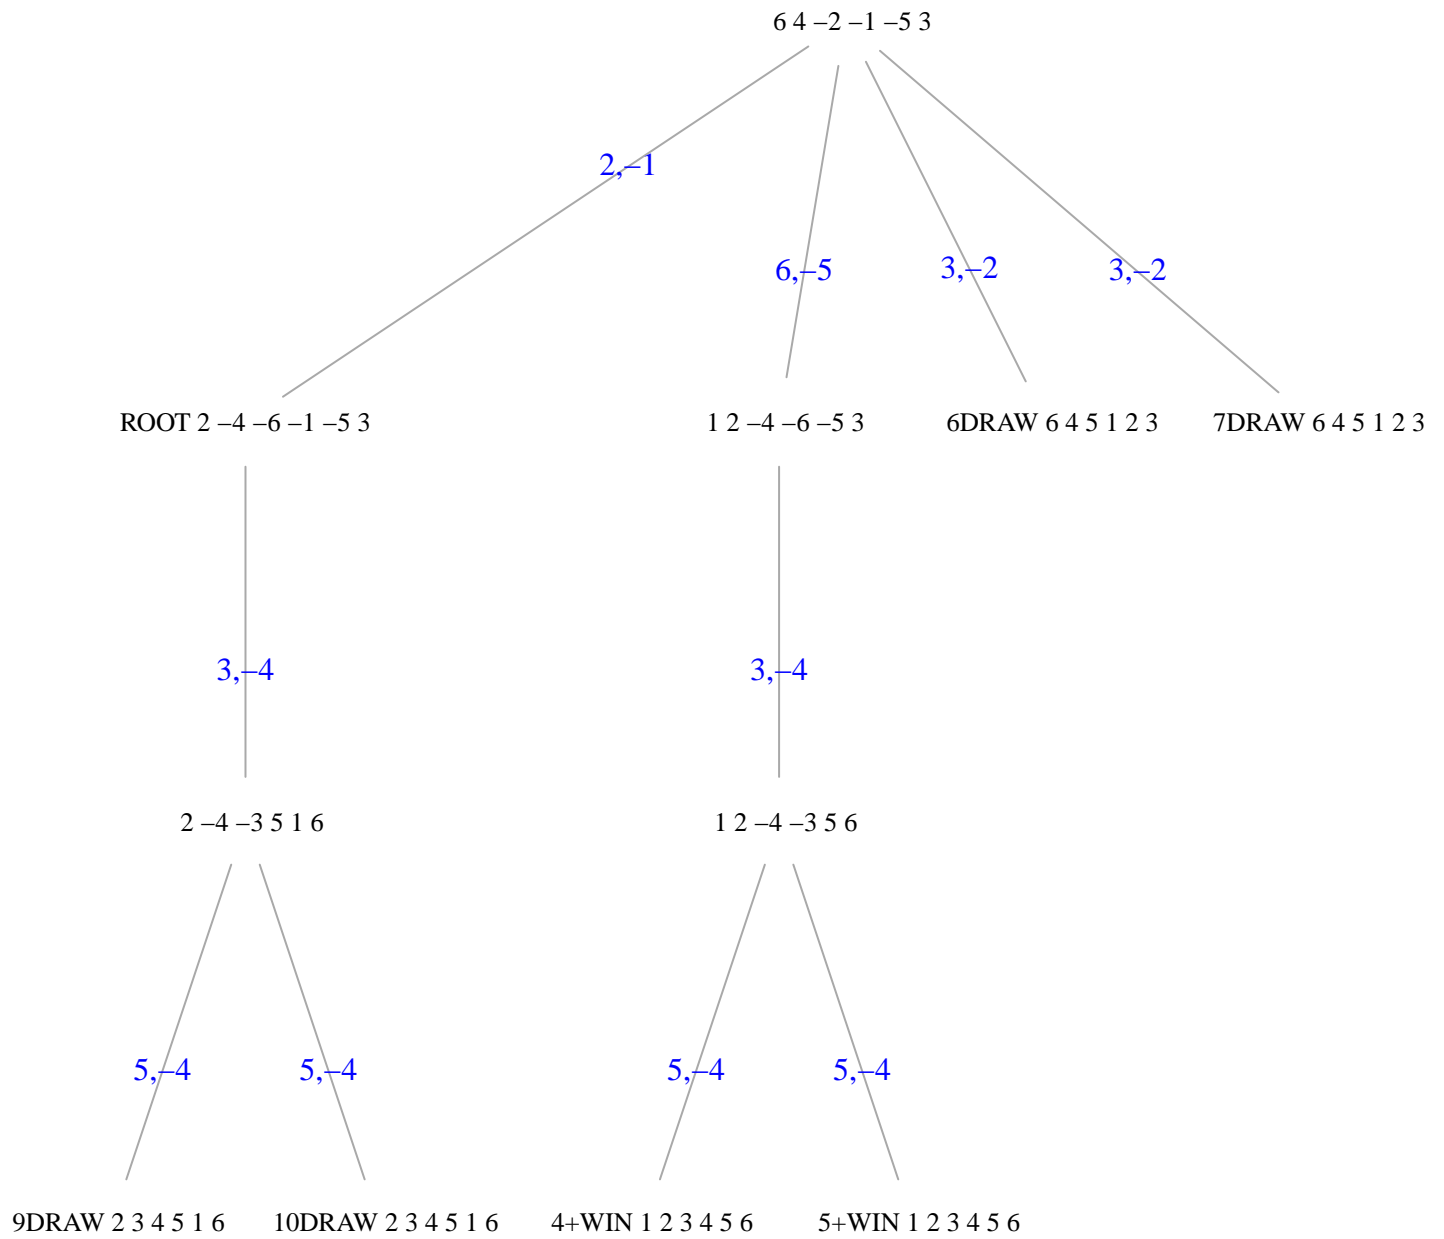 6 4 –2 –1 –5 3
2,–1
6,–5
3,–2
3,–2
ROOT 2 –4 –6 –1 –5 3
1 2 –4 –6 –5 3
6DRAW 6 4 5 1 2 3
7DRAW 6 4 5 1 2 3
3,–4
3,–4
2 –4 –3 5 1 6
1 2 –4 –3 5 6
5,–4
5,–4
5,–4
5,–4
9DRAW 2 3 4 5 1 6
10DRAW 2 3 4 5 1 6
4+WIN 1 2 3 4 5 6
5+WIN 1 2 3 4 5 6